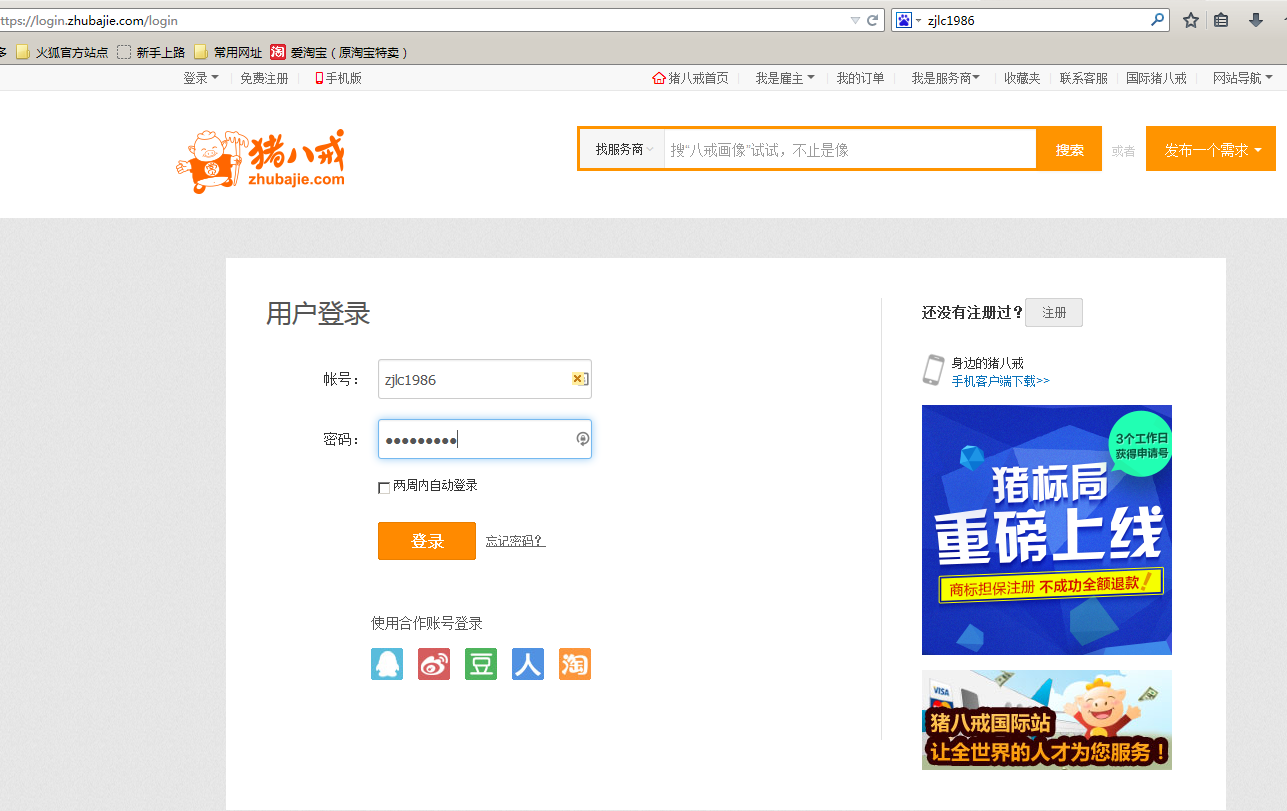 ttps://login.zhubajie.com/login
zjlc1986
多 火狐官方站点 新手上路 常用网址 淘 爱淘宝（原淘宝特卖）
登录 免费注册 手机版 猪八戒首页 我是雇主 我的订单 我是服务商 收藏夹 联系客服 国际猪八戒 网站导航
猪八戒
zhubajie.com
找服务商 搜“八戒画像”试试，不止是像 搜索 或者 发布一个需求
用户登录
帐号： zjlc1986
密码： ●●●●●●●●●
两周内自动登录
登录 忘记密码?
使用合作账号登录
豆 人 淘
还没有注册过？ 注册
身边的猪八戒
手机客户端下载>>
3个工作日
获得申请号
猪标局
重磅上线
商标担保注册 不成功全额退款！
VISA
猪八戒国际站
让全世界的人才为您服务！